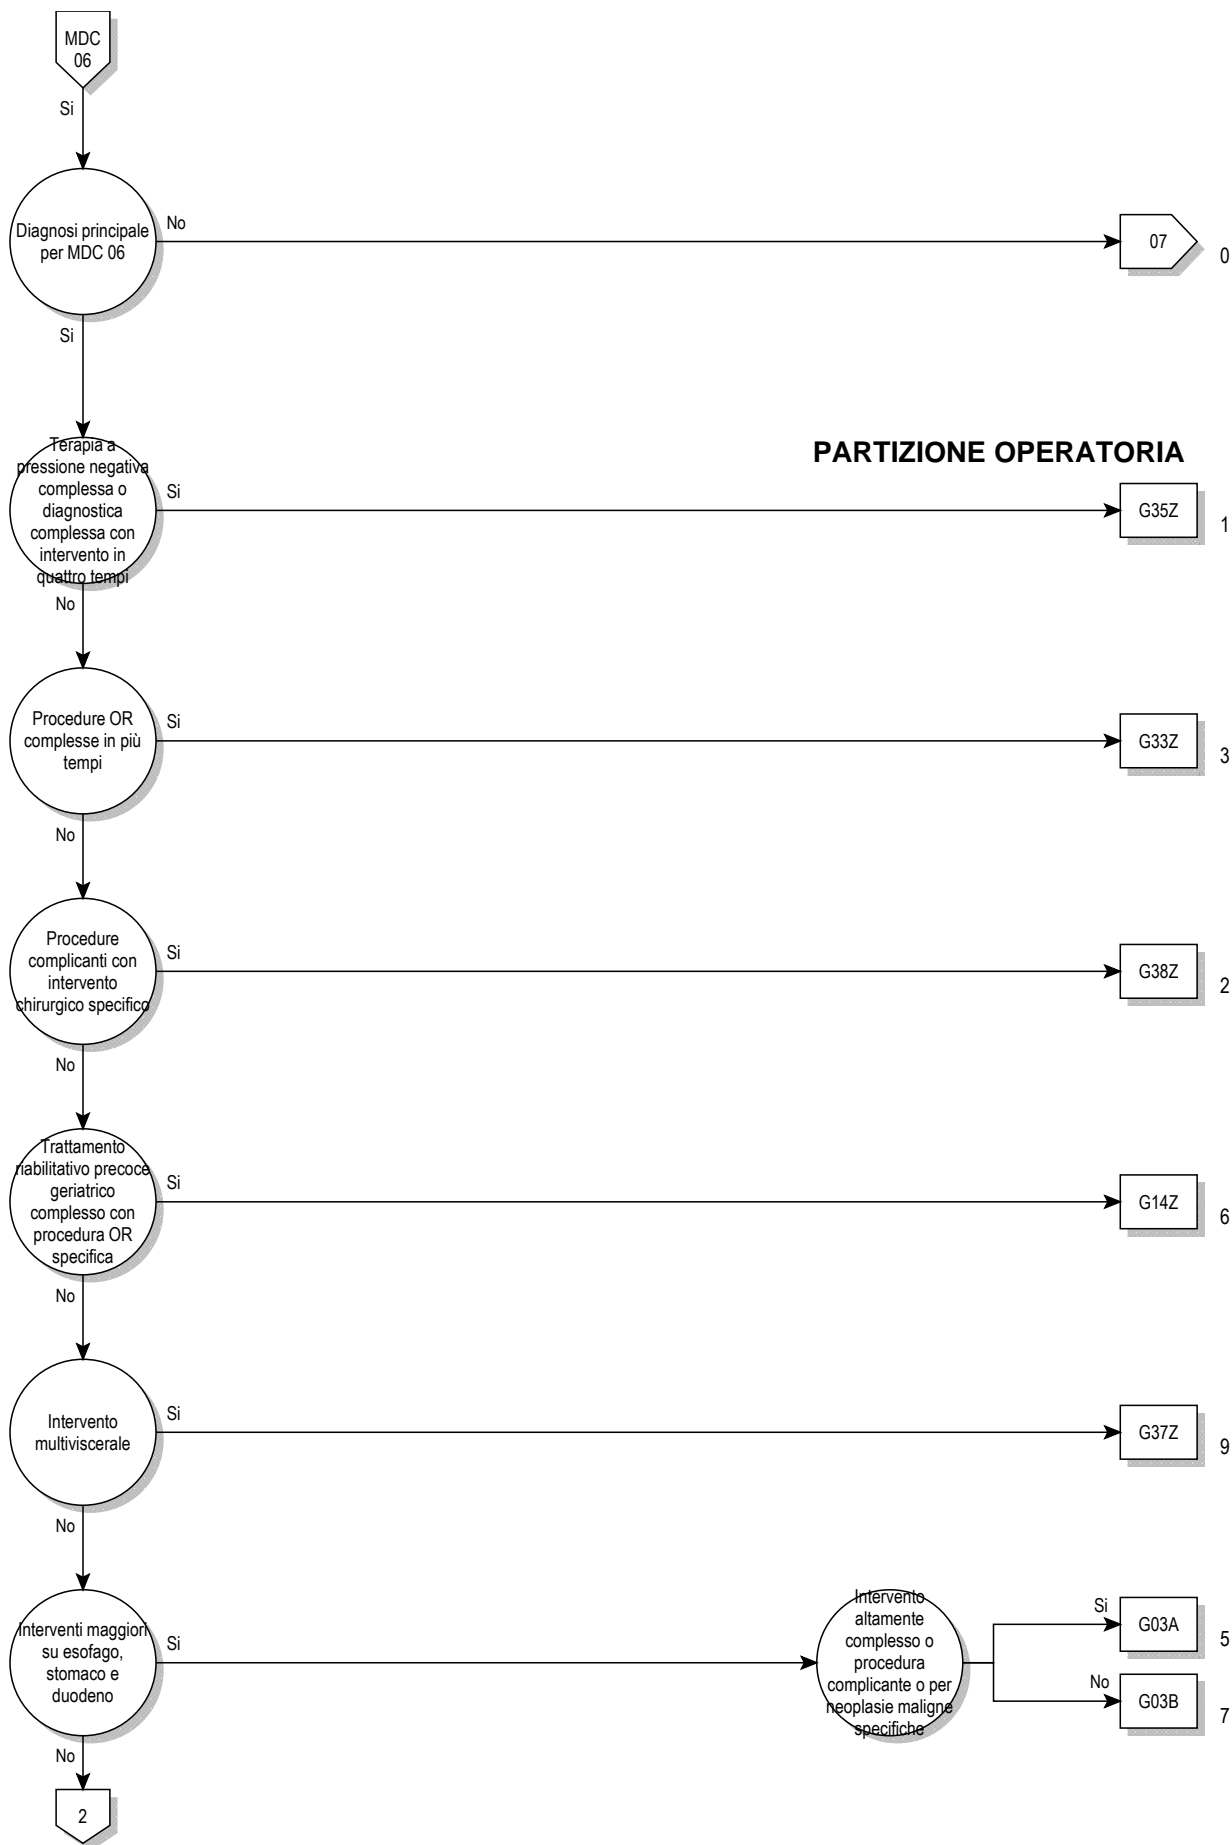 MDC
06
Si
Diagnosi principale
per MDC 06
No
07
0
Si
PARTIZIONE OPERATORIA
Terapia a
pressione negativa
complessa o
diagnostica
complessa con
intervento in
quattro tempi
Si
G35Z
1
No
Procedure OR
complesse in più
tempi
Si
G33Z
3
No
Procedure
complicanti con
intervento
chirurgico specifico
Si
G38Z
2
No
Trattamento
riabilitativo precoce
geriatrico
complesso con
procedura OR
specifica
Si
G14Z
6
No
Intervento
multiviscerale
Si
G37Z
9
No
Interventi maggiori
su esofago,
stomaco e
duodeno
Si
Intervento
altamente
complesso o
procedura
complicante o per
neoplasie maligne
specifiche
Si
G03A
5
No
G03B
7
No
2